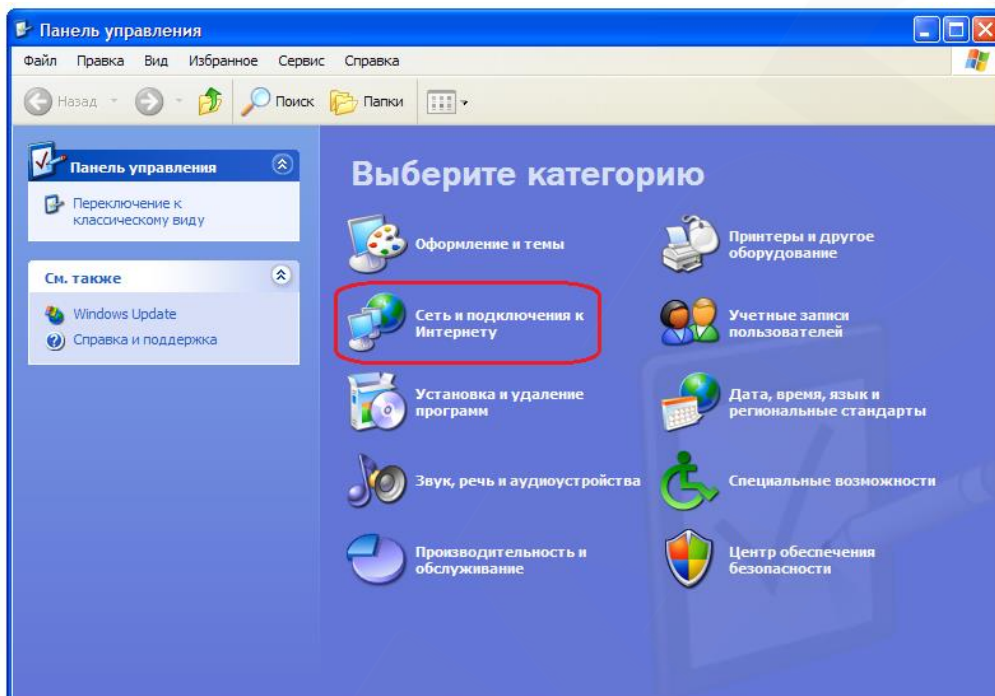 Панель управления
Файл Правка Вид Избранное Сервис Справка
Назад Поиск Папки
Панель управления
Переключение к
классическому виду
См. также
Windows Update
Справка и поддержка
Выберите категорию
Оформление и темы
Принтеры и другое
оборудование
Сеть и подключения к
Интернету
Учетные записи
пользователей
Установка и удаление
программ
Дата, время, язык и
региональные стандарты
Звук, речь и аудиоустройства
Специальные возможности
Производительность и
обслуживание
Центр обеспечения
безопасности